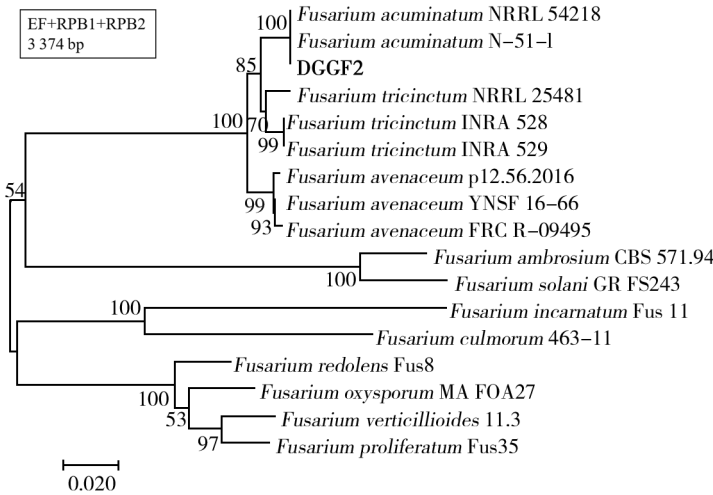 EF+RPB1+RPB2
3 374 bp
100
Fusarium acuminatum NRRL 54218
Fusarium acuminatum N-51-1
DGGF2
85
Fusarium tricinctum NRRL 25481
100
70
Fusarium tricinctum INRA 528
99
Fusarium tricinctum INRA 529
Fusarium avenaceum p12.56.2016
54
99
Fusarium avenaceum YNSF 16-66
93
Fusarium avenaceum FRC R-09495
Fusarium ambrosium CBS 571.94
100
Fusarium solani GR FS243
100
Fusarium incarnatum Fus 11
Fusarium culmorum 463-11
Fusarium redolens Fus8
100
Fusarium oxysporum MA FOA27
53
Fusarium verticillioides 11.3
97
Fusarium proliferatum Fus35
0.020